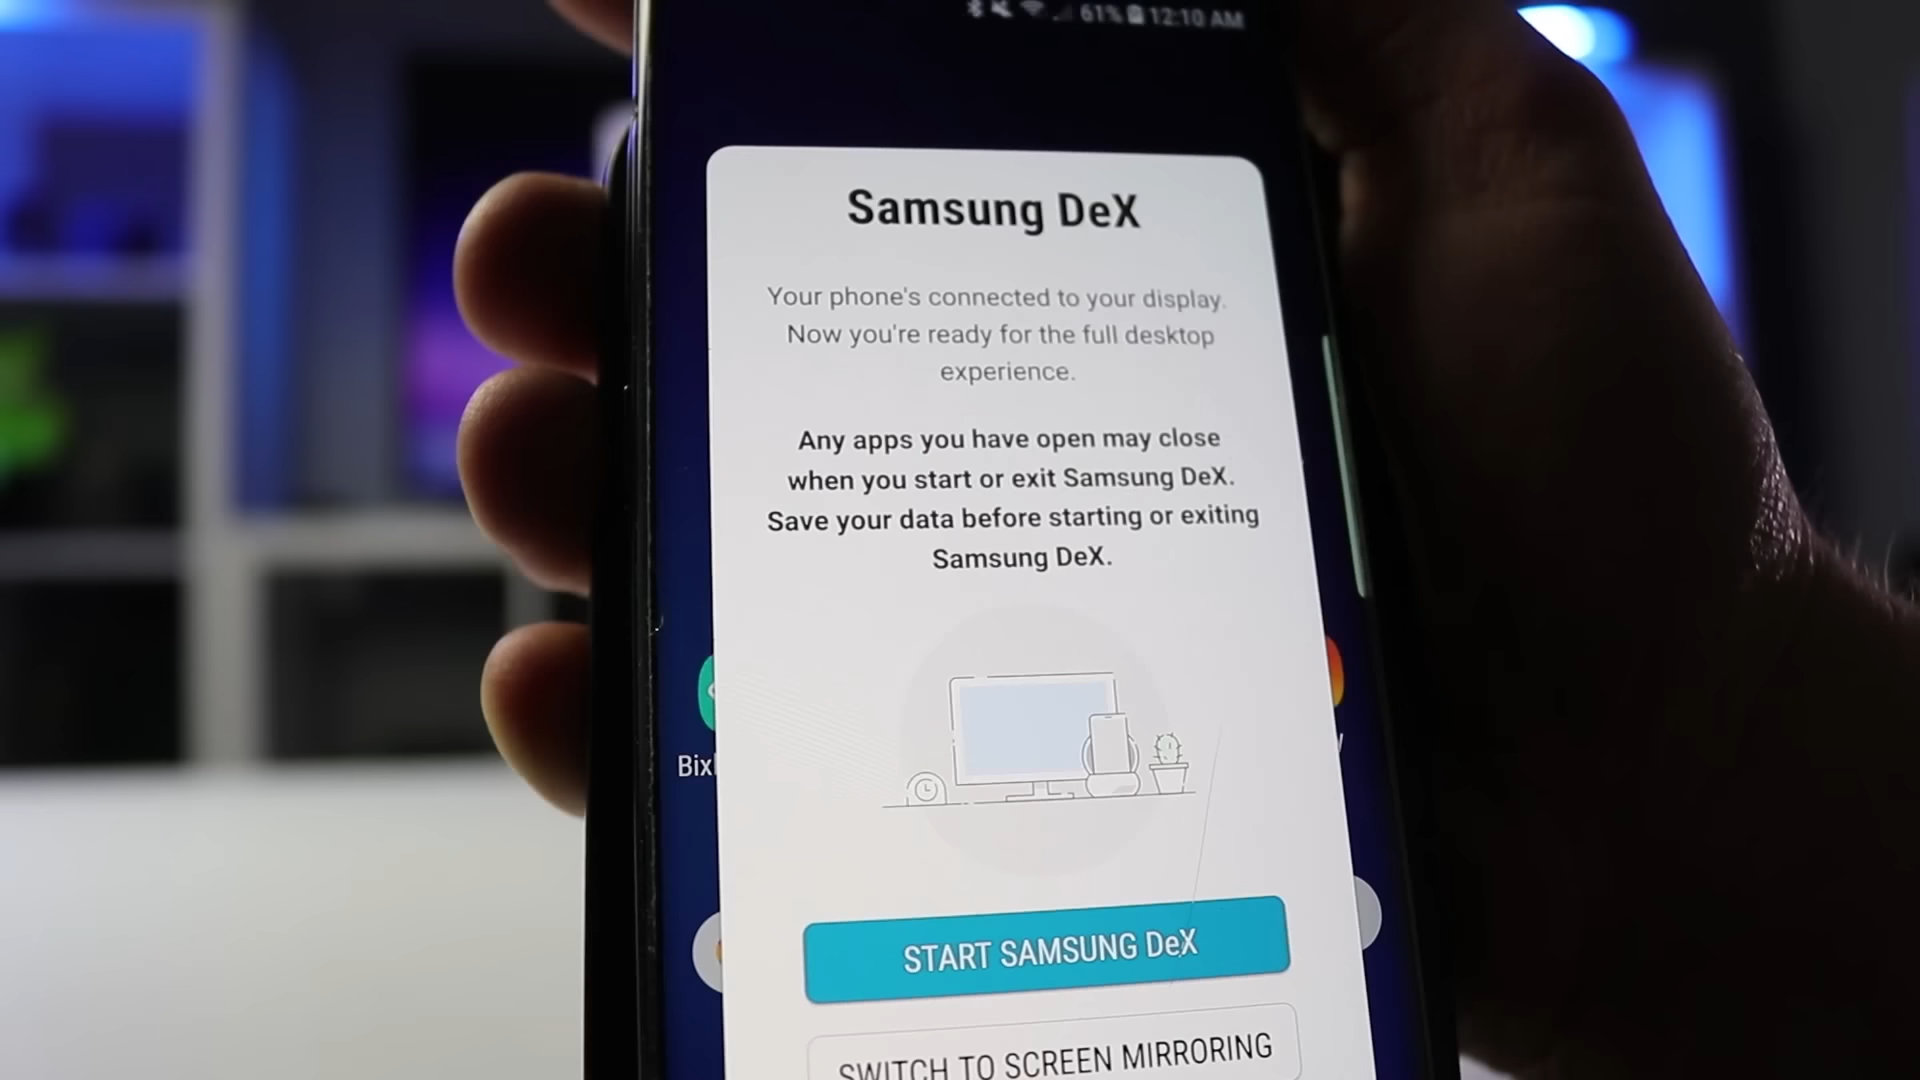 61% 12:10 AM
Samsung DeX
Your phone's connected to your display.
Now you're ready for the full desktop
experience.
Any apps you have open may close
when you start or exit Samsung DeX.
Save your data before starting or exiting
Samsung DeX.
Bix
START SAMSUNG DeX
SWITCH TO SCREEN MIRRORING